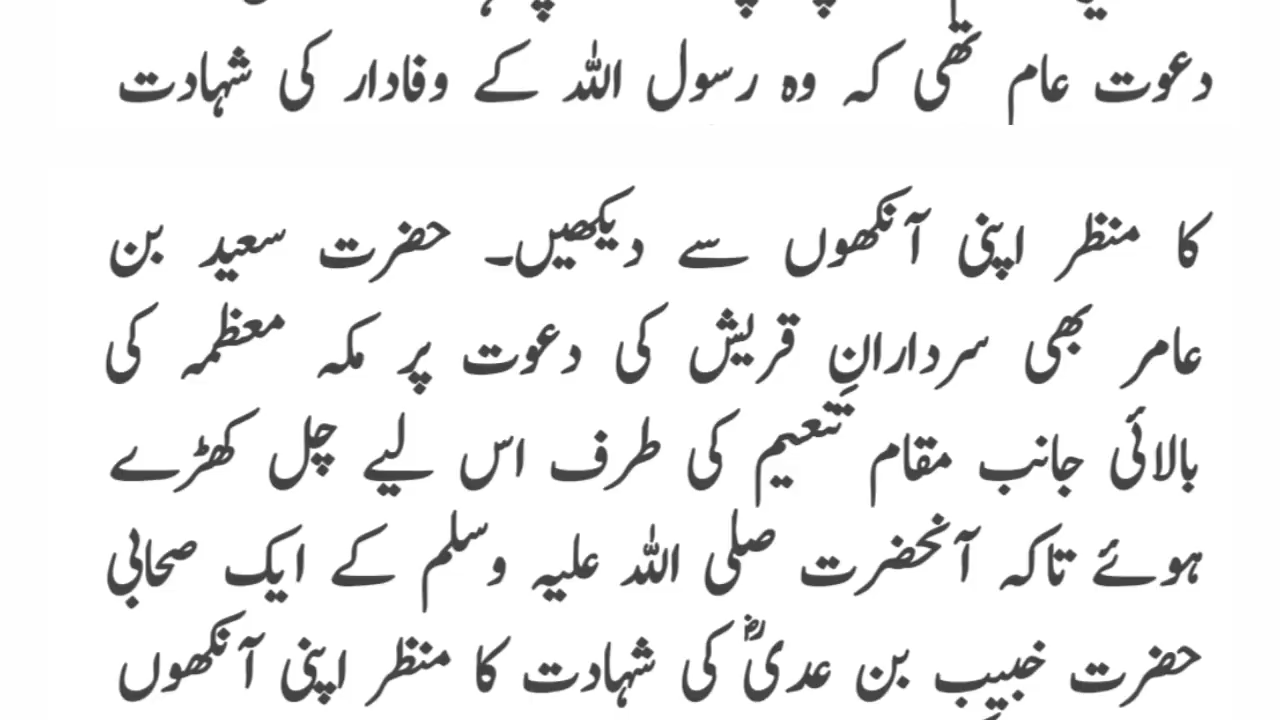 دعوت عام تھی کہ وہ رسول اللہ کے وفادار کی شہادت
کا منظر اپنی آنکھوں سے دیکھیں۔ حضرت سعید بن
عامر بھی سردارانِ قریش کی دعوت پر مکہ معظمہ کی
بالائی جانب مقام تنعیم کی طرف اس لیے چل کھڑے
ہوئے تاکہ آنحضرت صلی اللہ علیہ وسلم کے ایک صحابی
حضرت خبیب بن عدیؓ کی شہادت کا منظر اپنی آنکھوں